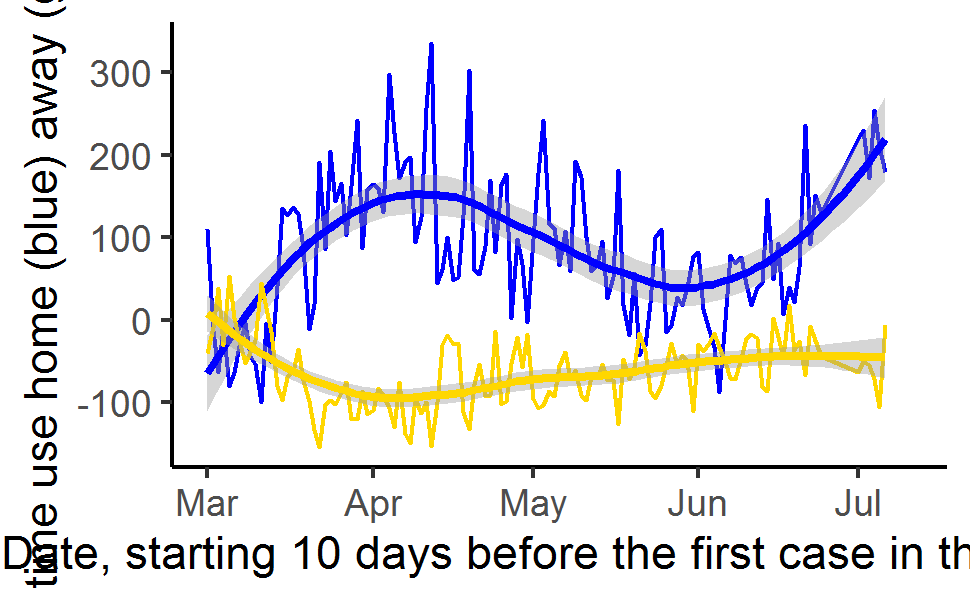 time use home (blue) away (
300
200
100
0
-100
Mar Apr May Jun Jul
Date, starting 10 days before the first case in th